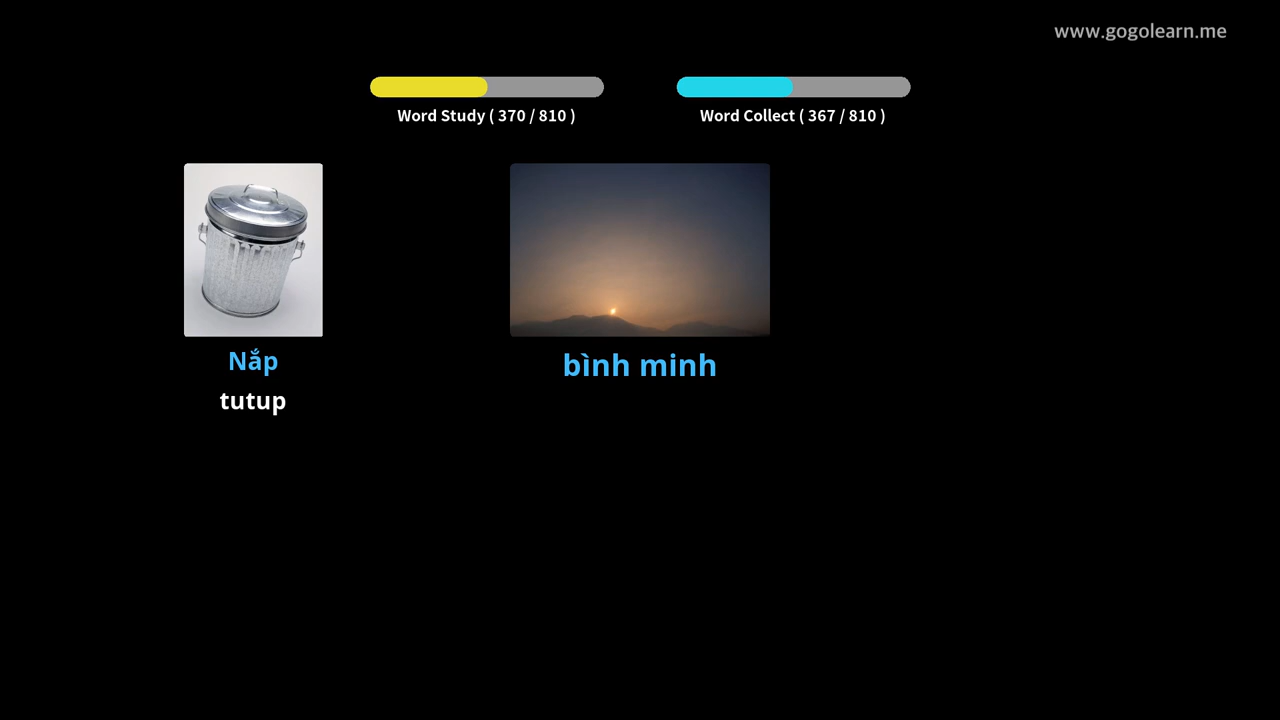 www.gogolearn.me
Word Study ( 370 / 810 )
Word Collect ( 367 / 810 )
Nắp
tutup
bình minh